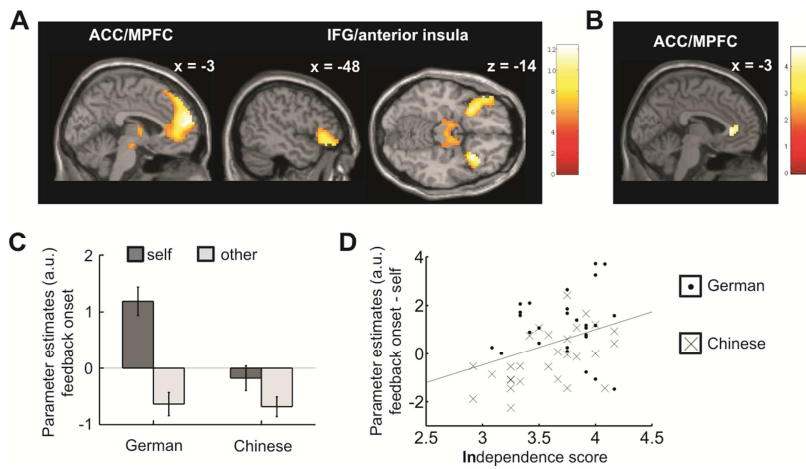 A
ACC/MPFC
IFG/anterior insula
x = -3
x = -48
z = -14
12
10
8
6
4
2
0
B
ACC/MPFC
x = -3
4
3
2
1
0
C
self
other
Parameter estimates (a.u.)
feedback onset
2
1
0
-1
German
Chinese
D
Parameter estimates (a.u.)
feedback onset - self
4
2
0
-2
2.5
3
3.5
4
4.5
Independence score
German
Chinese